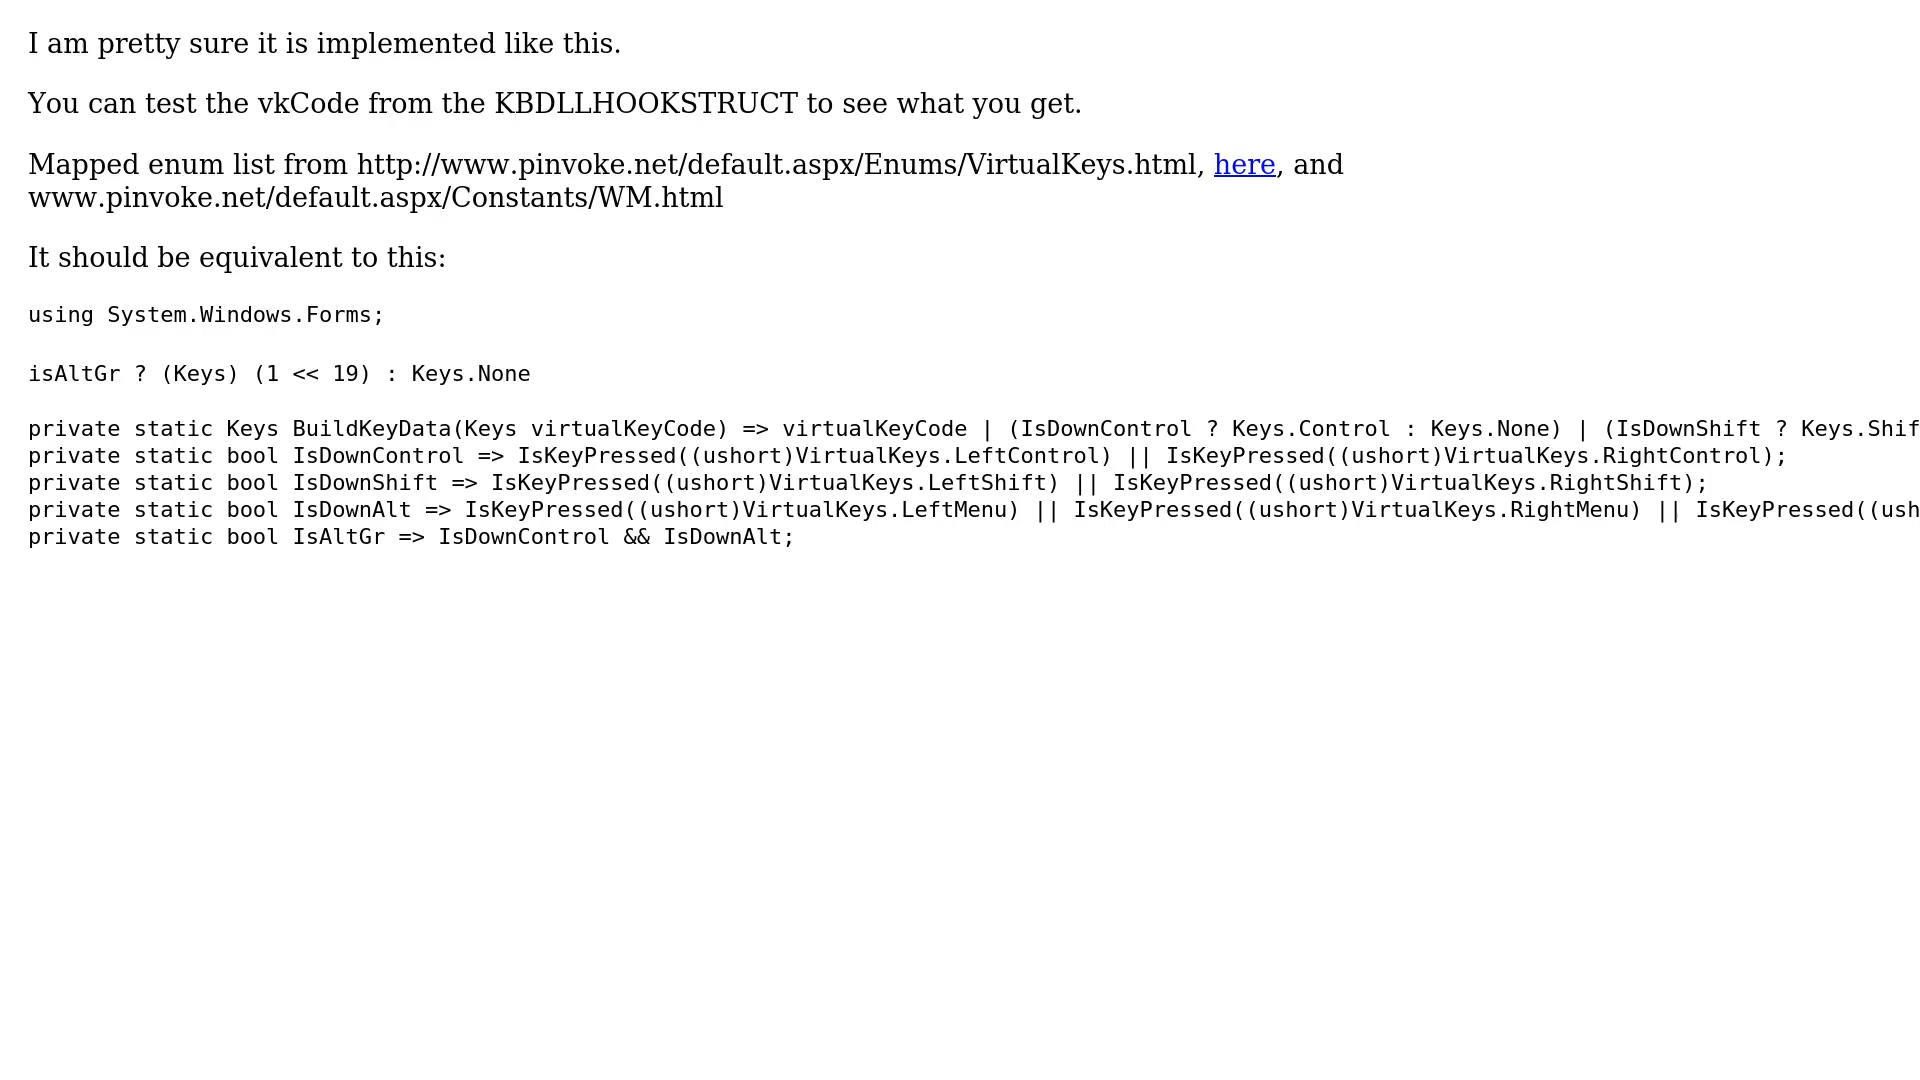 I am pretty sure it is implemented like this.
You can test the vkCode from the KBDLLHOOKSTRUCT to see what you get.
Mapped enum list from http://www.pinvoke.net/default.aspx/Enums/VirtualKeys.html, here, and
www.pinvoke.net/default.aspx/Constants/WM.html
It should be equivalent to this:
using System.Windows.Forms;
isAltGr ? (Keys) (1 << 19) : Keys.None
private static Keys BuildKeyData(Keys virtualKeyCode) => virtualKeyCode | (IsDownControl ? Keys.Control : Keys.None) | (IsDownShift ? Keys.Shif
private static bool IsDownControl => IsKeyPressed((ushort)VirtualKeys.LeftControl) || IsKeyPressed((ushort)VirtualKeys.RightControl);
private static bool IsDownShift => IsKeyPressed((ushort)VirtualKeys.LeftShift) || IsKeyPressed((ushort)VirtualKeys.RightShift);
private static bool IsDownAlt => IsKeyPressed((ushort)VirtualKeys.LeftMenu) || IsKeyPressed((ushort)VirtualKeys.RightMenu) || IsKeyPressed((ush
private static bool IsAltGr => IsDownControl && IsDownAlt;